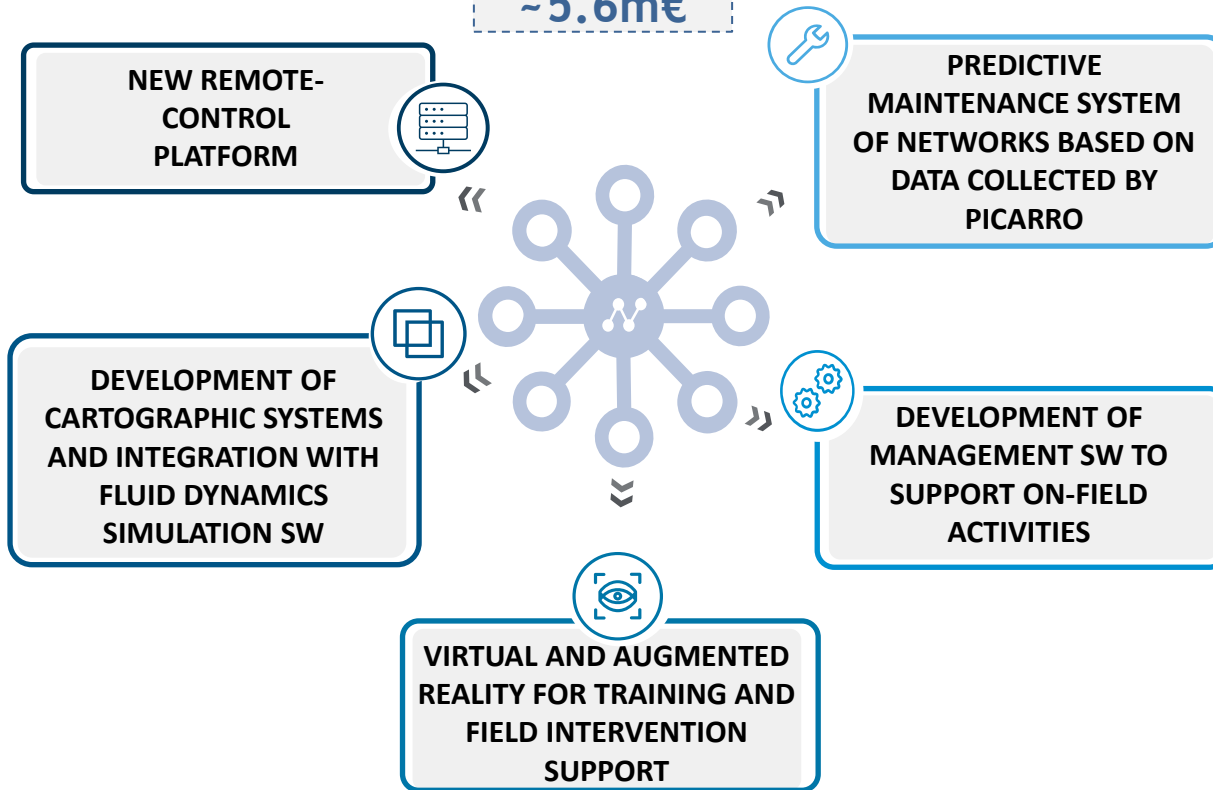 ~5.6m€
NEW REMOTE-
CONTROL
PLATFORM
PREDICTIVE
MAINTENANCE SYSTEM
OF NETWORKS BASED ON
DATA COLLECTED BY
PICARRO
DEVELOPMENT OF
CARTOGRAPHIC SYSTEMS
AND INTEGRATION WITH
FLUID DYNAMICS
SIMULATION SW
DEVELOPMENT OF
MANAGEMENT SW TO
SUPPORT ON-FIELD
ACTIVITIES
VIRTUAL AND AUGMENTED
REALITY FOR TRAINING AND
FIELD INTERVENTION
SUPPORT